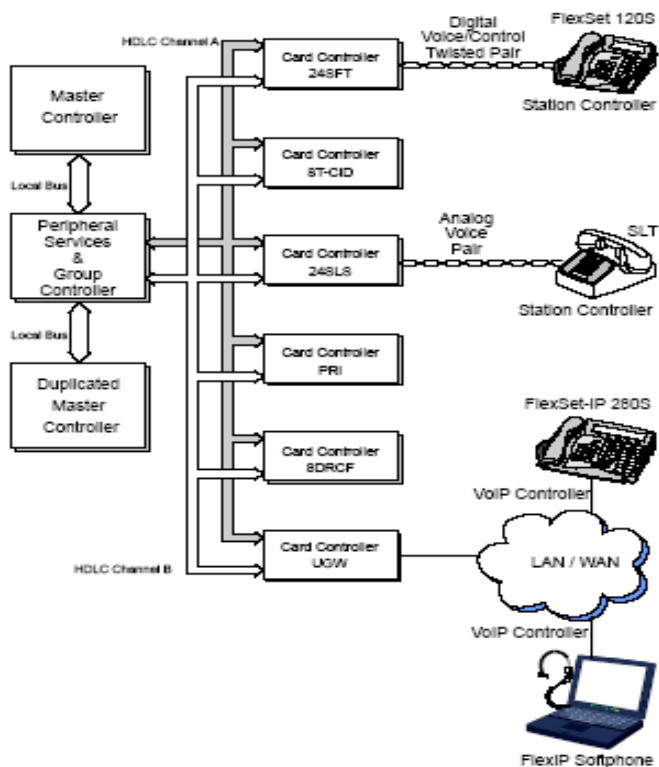 HDLC Channel A
Digital
Voice/Control
Twisted Pair
FlexSet 120S
Station Controller
Master
Controller
Local Bus
Peripheral
Services
&
Group
Controller
Local Bus
Duplicated
Master
Controller
Card Controller
24SFT
Card Controller
8T-CID
Card Controller
24SLS
Analog
Voice
Pair
SLT
Station Controller
Card Controller
PRI
Card Controller
8DRCF
Card Controller
UGW
HDLC Channel B
FlexSet-IP 280S
VoIP Controller
LAN / WAN
VoIP Controller
FlexIP Softphone